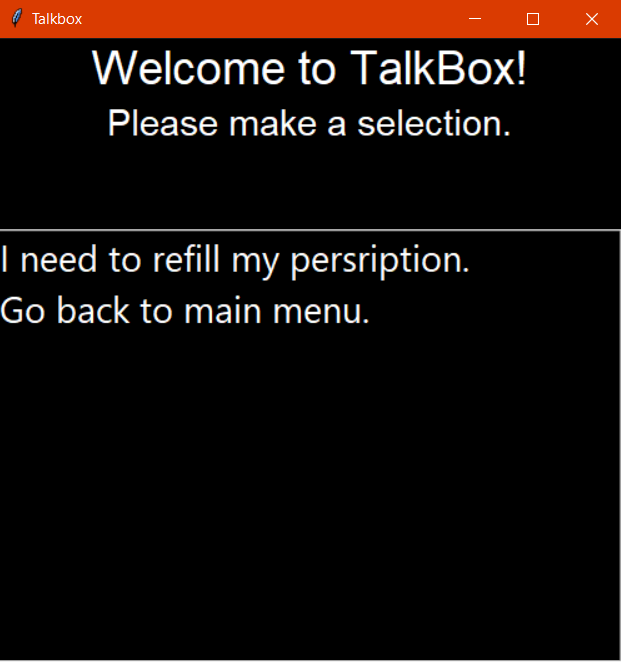 Talkbox
Welcome to TalkBox!
Please make a selection.
I need to refill my persription.
Go back to main menu.